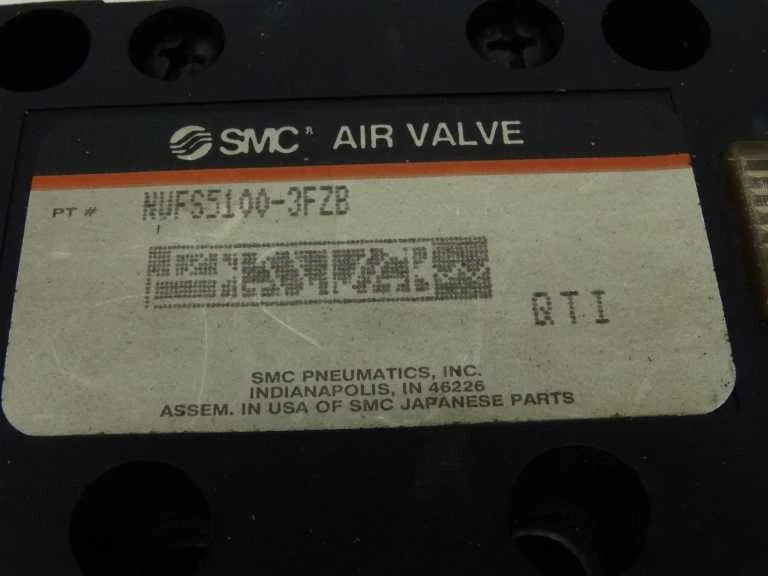 SMC® AIR VALVE
PT # NVFS5100-3FZB
QTI
SMC PNEUMATICS, INC.
INDIANAPOLIS, IN 46226
ASSEM. IN USA OF SMC JAPANESE PARTS